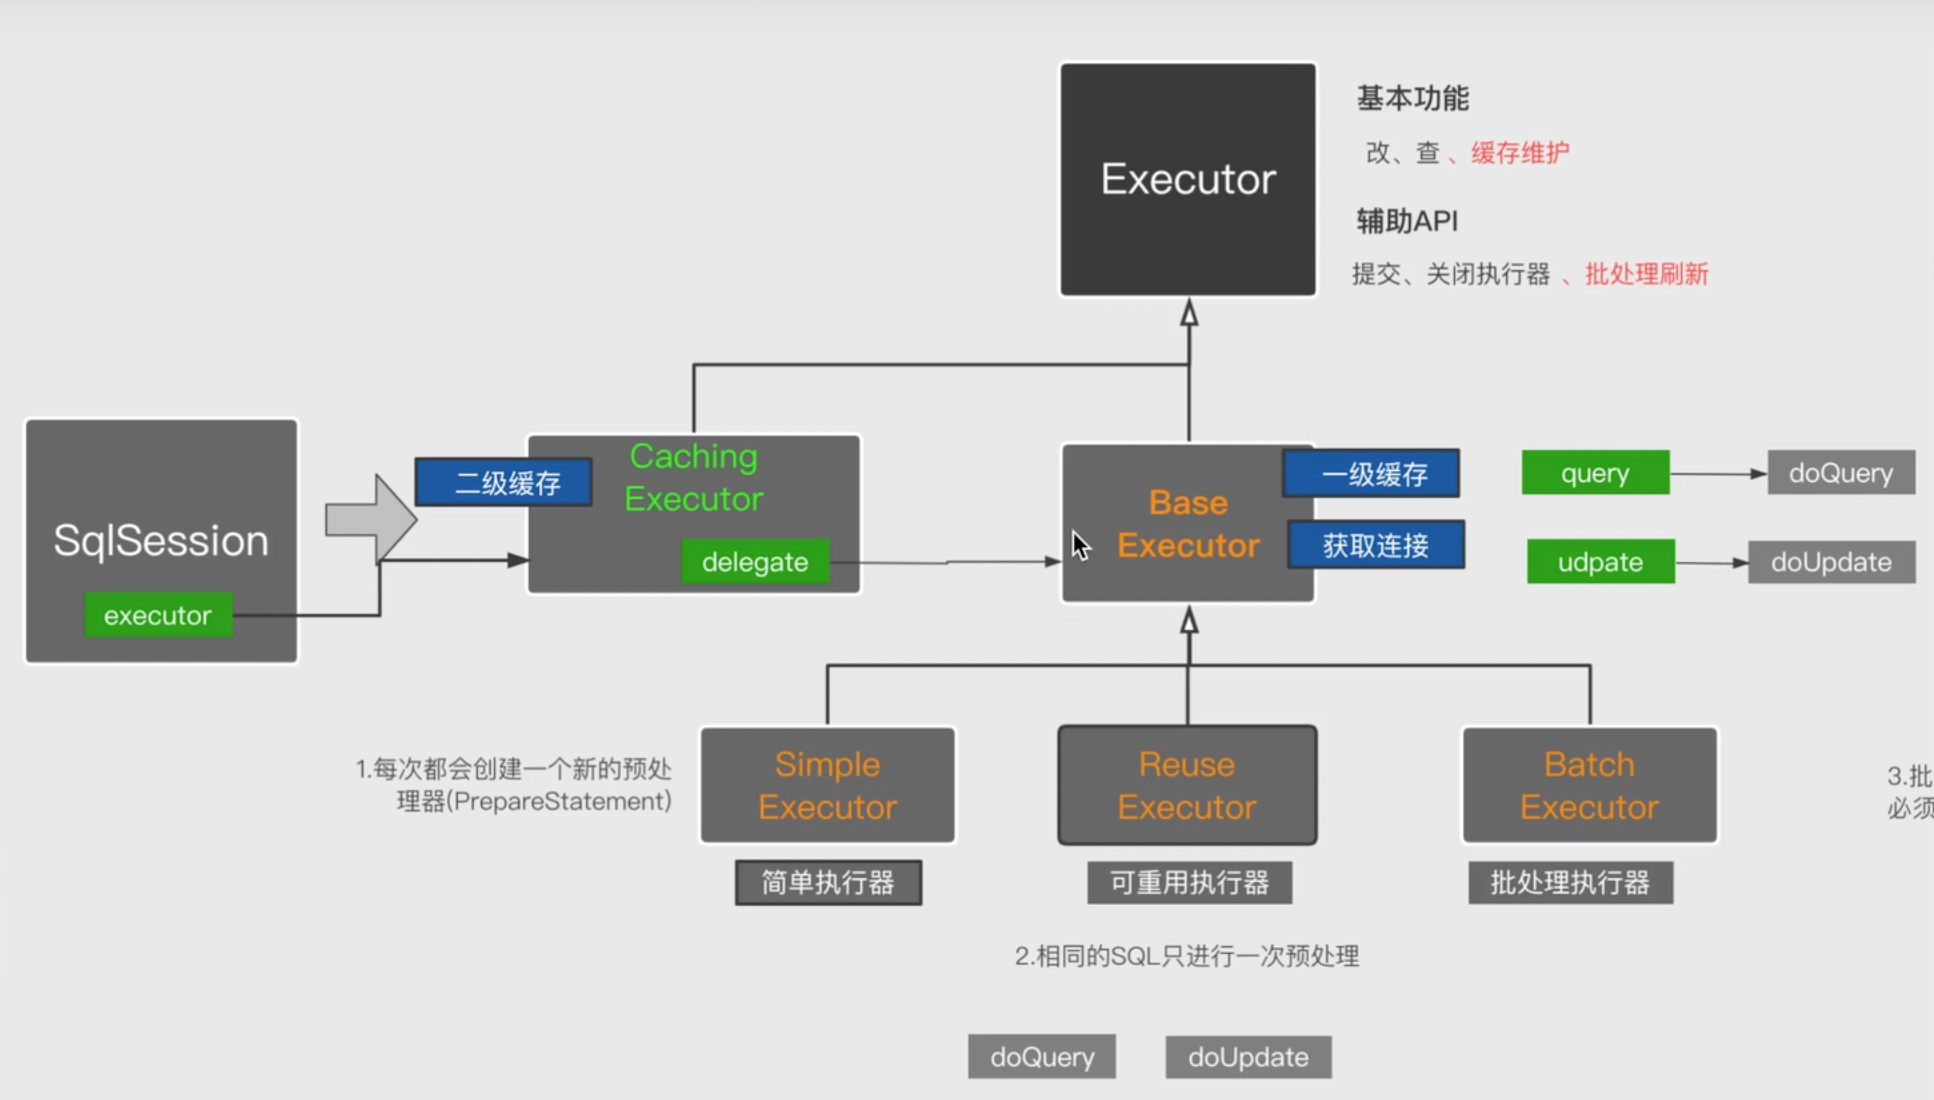 Executor
基本功能
改、查 、缓存维护
辅助API
提交、关闭执行器 、批处理刷新
SqlSession
executor
二级缓存
Caching
Executor
delegate
Base
Executor
一级缓存
获取连接
query
doQuery
udpate
doUpdate
1.每次都会创建一个新的预处
理器(PrepareStatement)
Simple
Executor
简单执行器
Reuse
Executor
可重用执行器
Batch
Executor
批处理执行器
3.批
必须
2.相同的SQL只进行一次预处理
doQuery
doUpdate